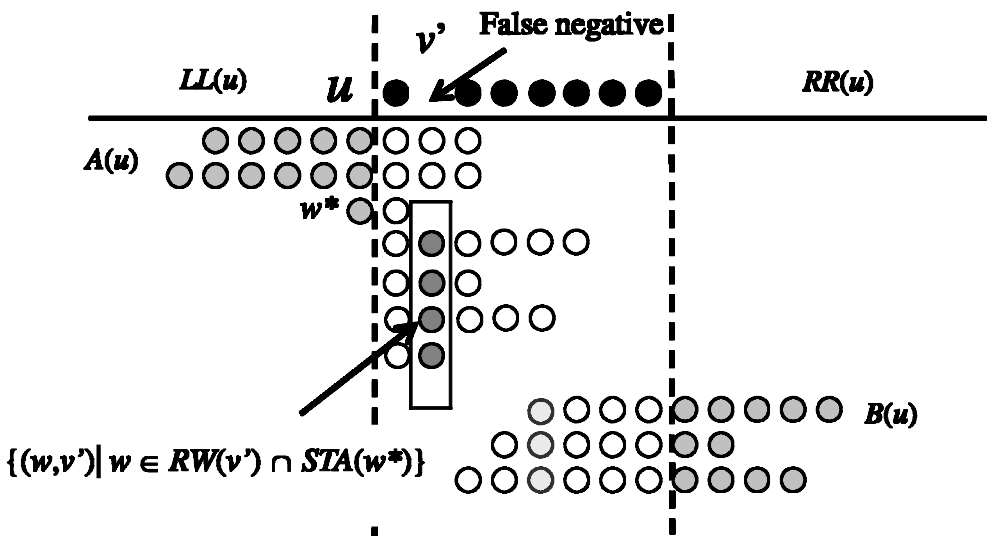 v’ False negative
LL(u) u RR(u)
A(u)
w*
B(u)
{(w,v’)| w ∈ RW(v’) ∩ STA(w*)}